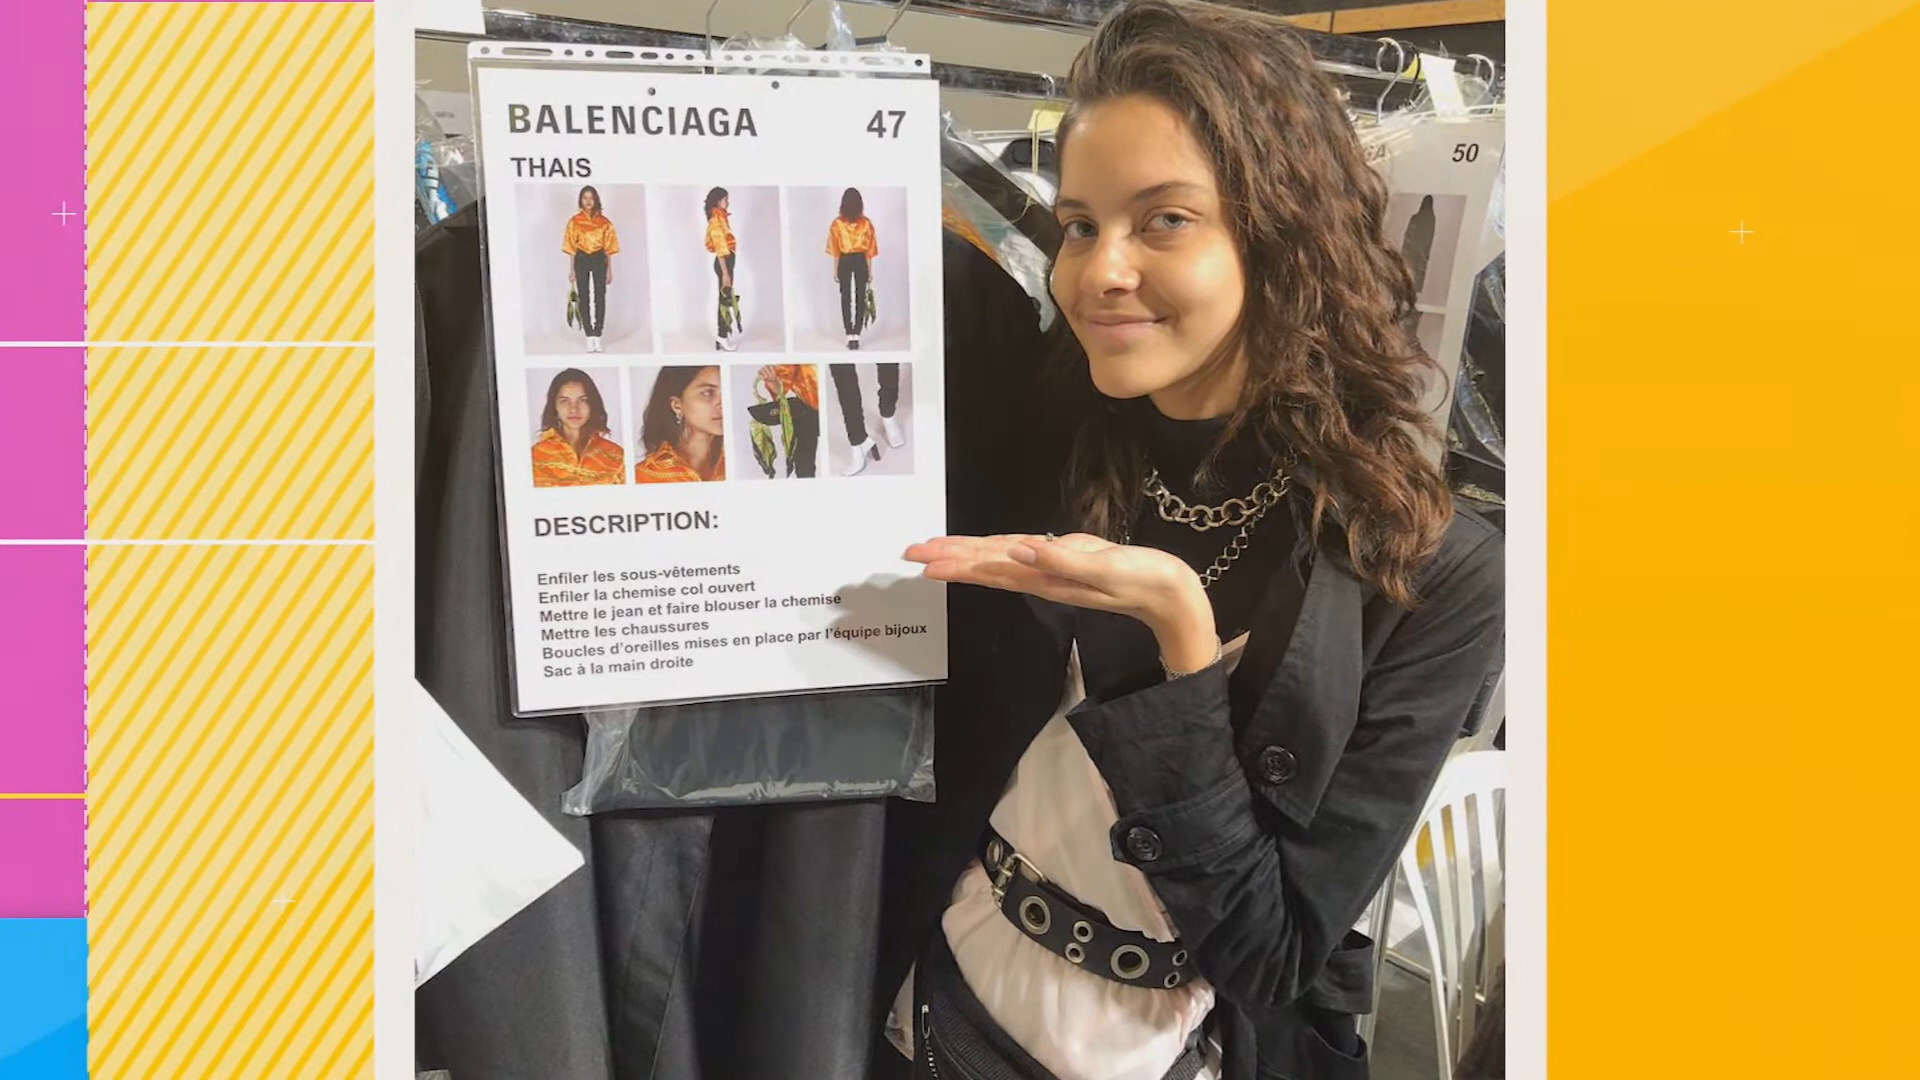 BALENCIAGA 47
THAIS
DESCRIPTION:
Enfiler les sous-vêtements
Enfiler la chemise col ouvert
Mettre le jean et faire blouser la chemise
Mettre les chaussures
Boucles d'oreilles mises en place par l'équipe bijoux
Sac à la main droite
50